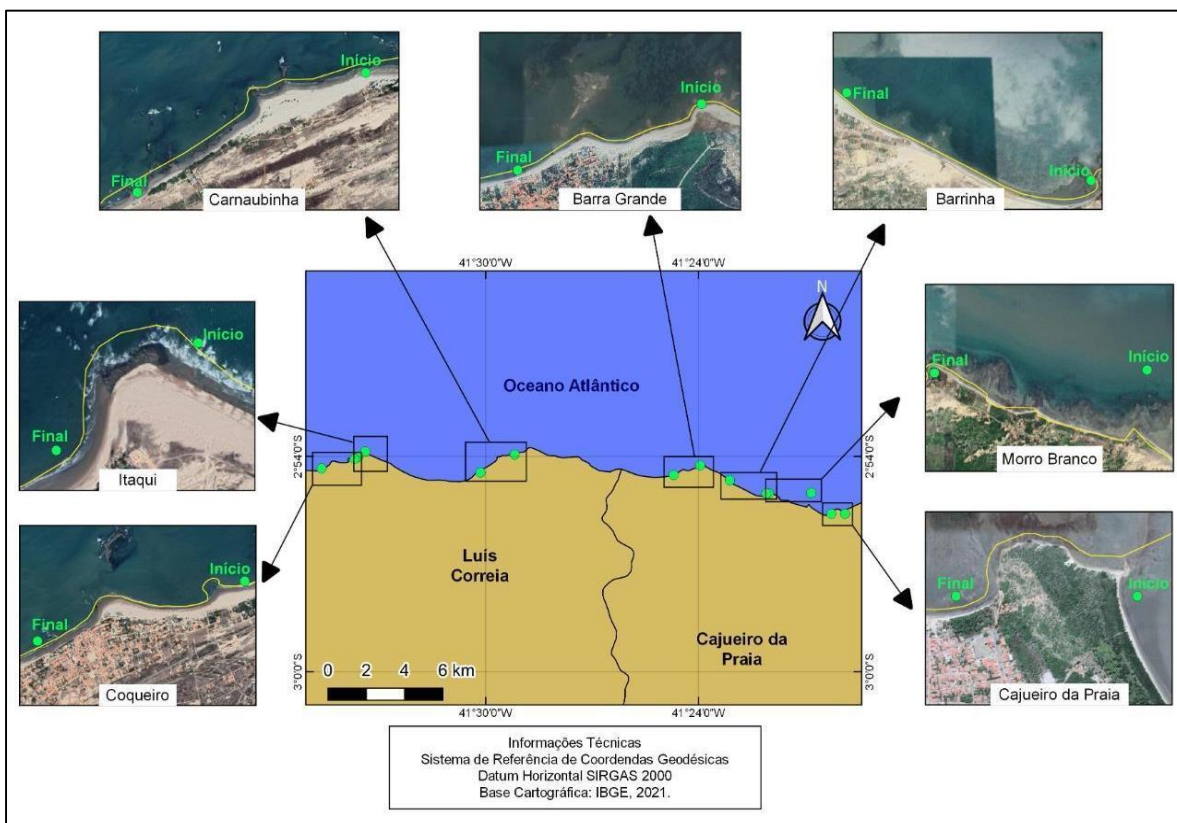 Início
Final
Carnaubinha
Início
Final
Barra Grande
Final
Início
Barrinha
41°30'0"W
41°24'0"W
N
Início
Final
Itaqui
Oceano Atlântico
Início
Final
Morro Branco
2°54'0"S
2°54'0"S
Luís
Correia
Cajueiro da
Praia
Início
Final
Coqueiro
Final
Início
Cajueiro da Praia
0 2 4 6 km
3°0'0"S
3°0'0"S
41°30'0"W
41°24'0"W
Informações Técnicas
Sistema de Referência de Coordendas Geodésicas
Datum Horizontal SIRGAS 2000
Base Cartográfica: IBGE, 2021.